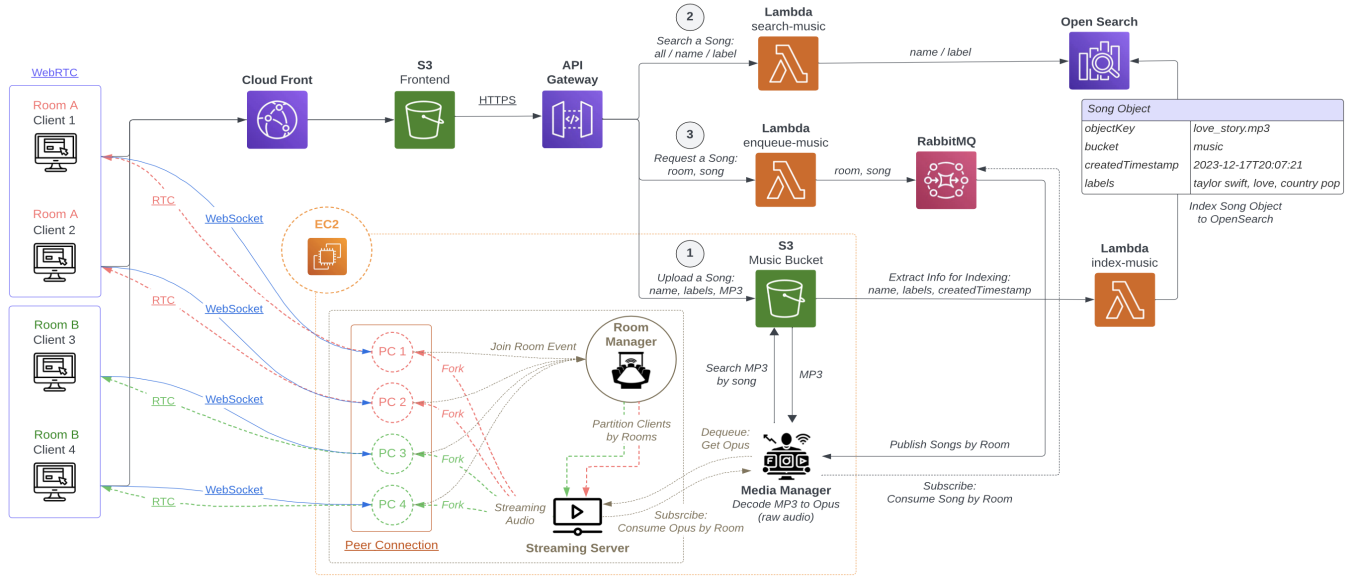 WebRTC
Room A
Client 1
Room A
Client 2
Room B
Client 3
Room B
Client 4
Cloud Front
S3
Frontend
HTTPS
API
Gateway
2
Search a Song:
all / name / label
Lambda
search-music
name / label
Open Search
3
Request a Song:
room, song
Lambda
enqueue-music
room, song
RabbitMQ
Song Object
objectKey love_story.mp3
bucket music
createdTimestamp 2023-12-17T20:07:21
labels taylor swift, love, country pop
Index Song Object
to OpenSearch
1
Upload a Song:
name, labels, MP3
S3
Music Bucket
Extract Info for Indexing:
name, labels, createdTimestamp
Lambda
index-music
EC2
RTC
WebSocket
RTC
WebSocket
RTC
WebSocket
RTC
WebSocket
PC 1
PC 2
PC 3
PC 4
Peer Connection
Join Room Event
Fork
Fork
Fork
Fork
Room
Manager
Partition Clients
by Rooms
Streaming
Audio
Streaming Server
Search MP3
by song
MP3
Dequeue:
Get Opus
Subsrcibe:
Consume Opus by Room
Media Manager
Decode MP3 to Opus
(raw audio)
Publish Songs by Room
Subscribe:
Consume Song by Room